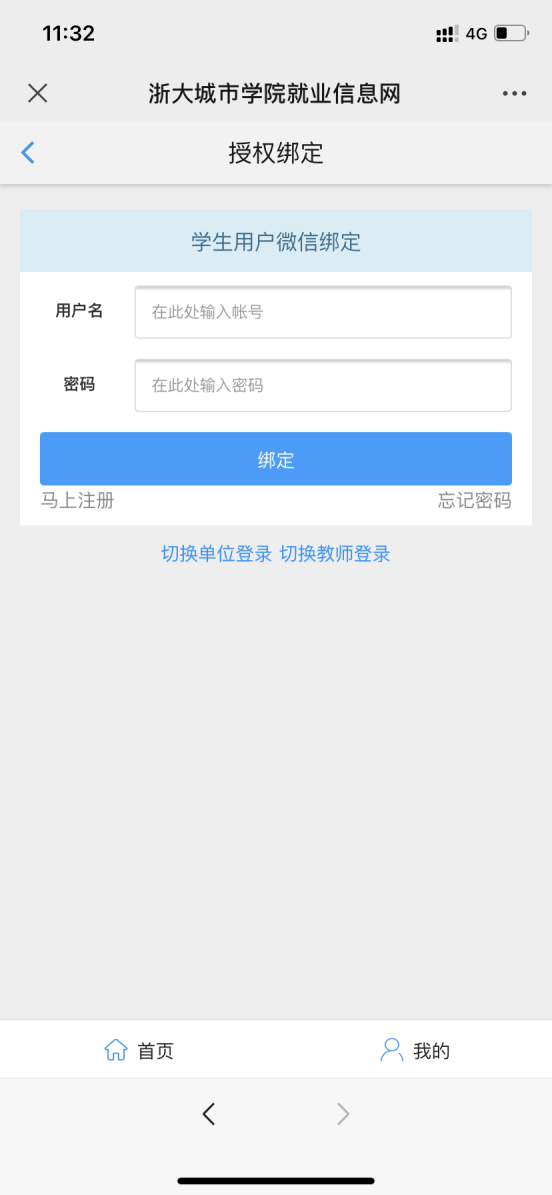 11:32 4G
浙大城市学院就业信息网
授权绑定
学生用户微信绑定
用户名 在此处输入帐号
密码 在此处输入密码
绑定
马上注册 忘记密码
切换单位登录 切换教师登录
首页 我的